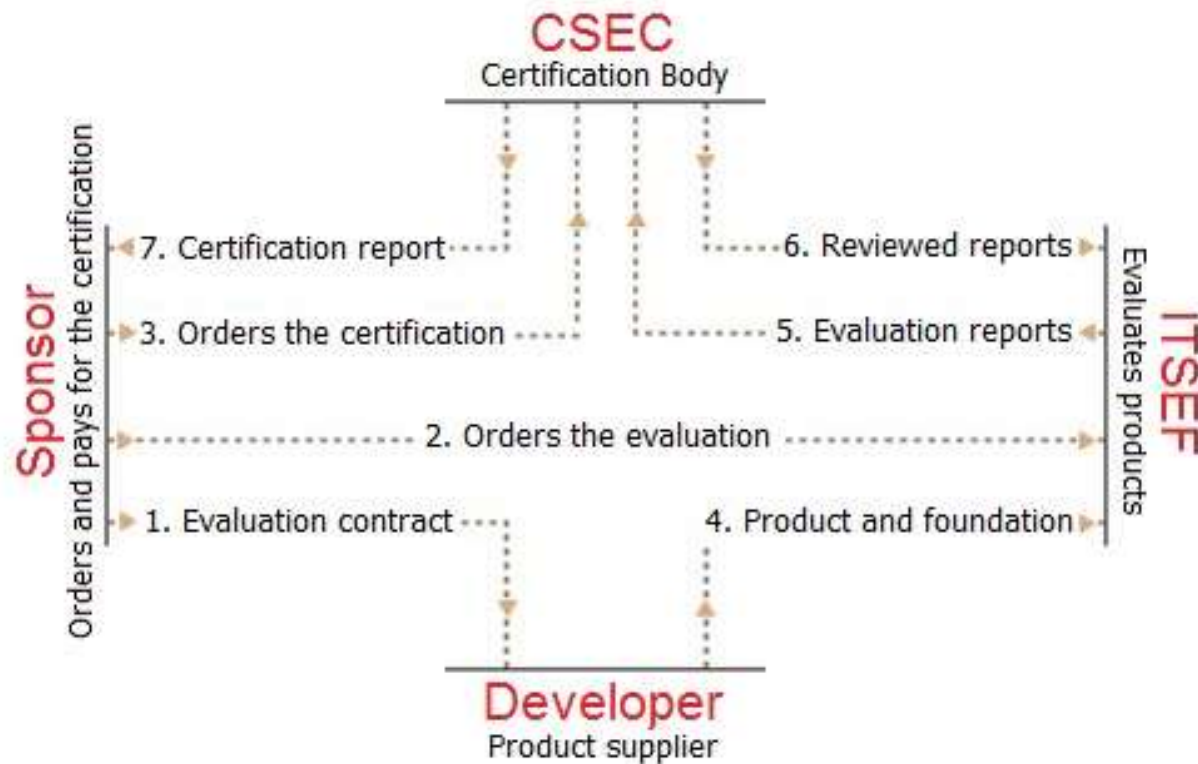 CSEC
Certification Body
Sponsor
Orders and pays for the certification
7. Certification report
6. Reviewed reports
3. Orders the certification
5. Evaluation reports
2. Orders the evaluation
1. Evaluation contract
4. Product and foundation
ITSEF
Evaluates products
Developer
Product supplier